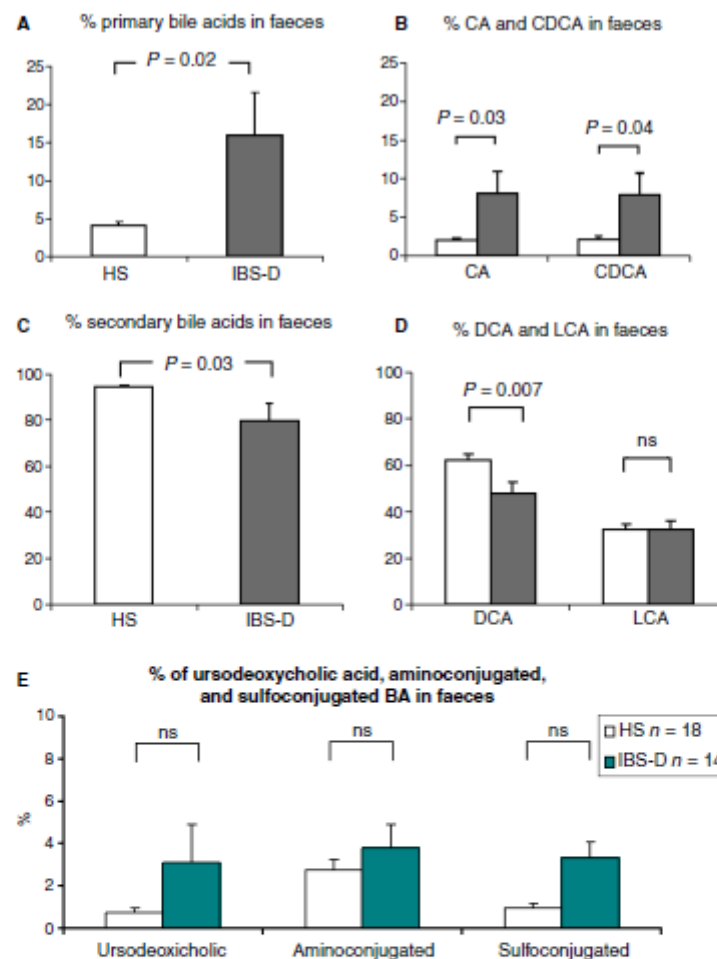 A % primary bile acids in faeces
P = 0.02
25
20
15
10
5
0
HS IBS-D
B % CA and CDCA in faeces
25
20
15
10
5
0
P = 0.03
P = 0.04
CA CDCA
C % secondary bile acids in faeces
P = 0.03
100
80
60
40
20
0
HS IBS-D
D % DCA and LCA in faeces
100
80
60
40
20
0
P = 0.007
ns
DCA LCA
E % of ursodeoxycholic acid, aminoconjugated,
and sulfoconjugated BA in faeces
10
8
6
4
2
0
%
ns ns ns
HS n = 18
IBS-D n = 14
Ursodeoxicholic Aminoconjugated Sulfoconjugated